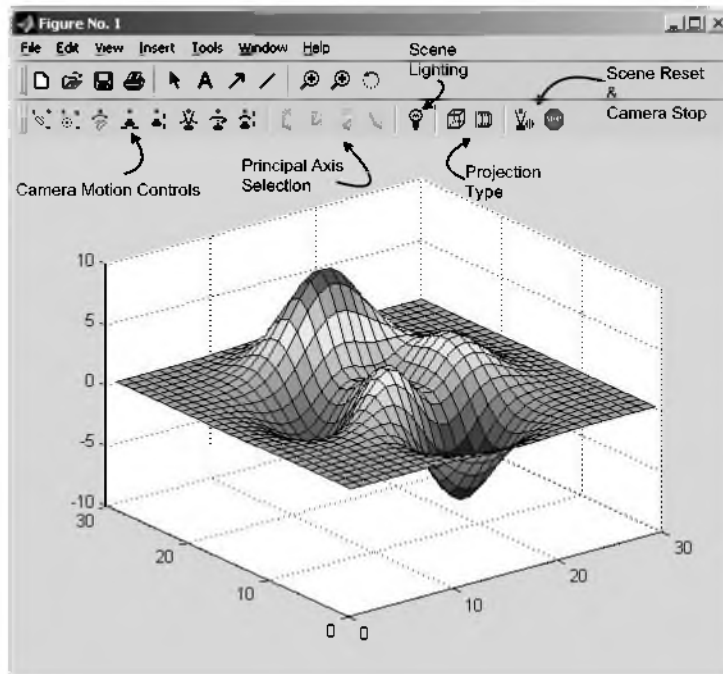 Figure No. 1
File Edit View Insert Tools Window Help
Scene
Lighting
Scene Reset
&
Camera Stop
Camera Motion Controls
Principal Axis
Selection
Projection
Type
10
5
0
-5
-10
30
20
10
0
0
10
20
30